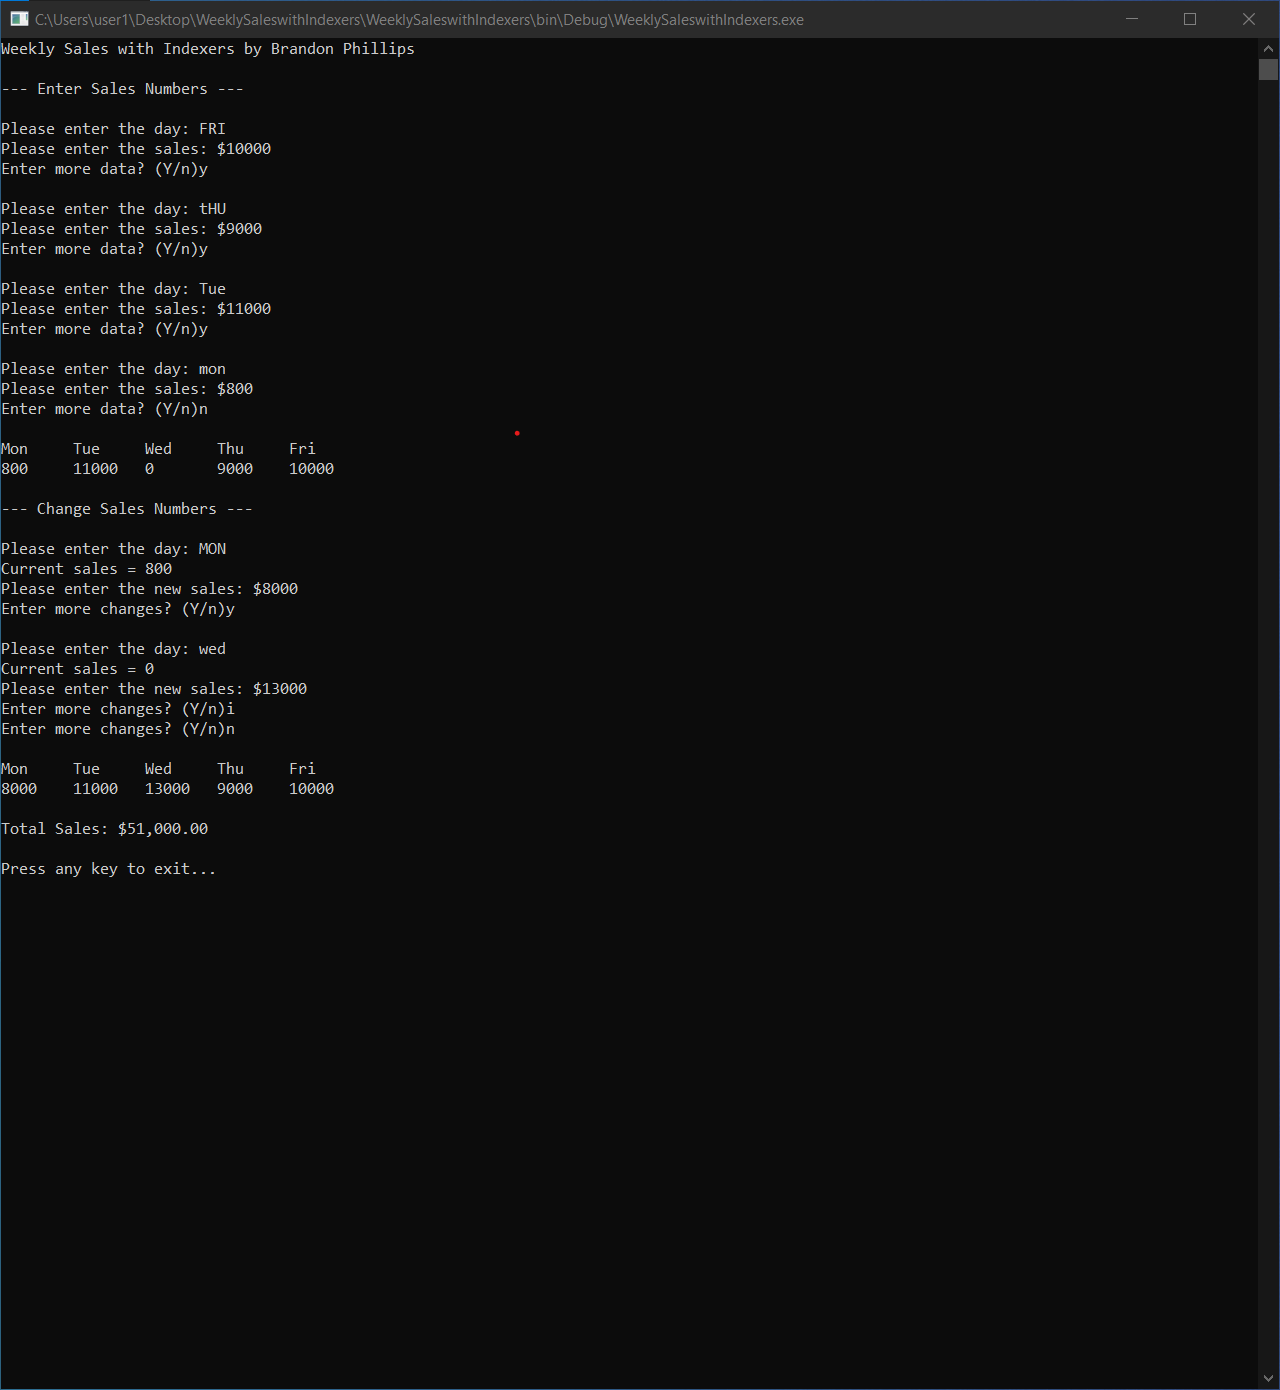 C:\Users\user1\Desktop\WeeklySaleswithIndexers\WeeklySaleswithIndexers\bin\Debug\WeeklySaleswithIndexers.exe
Weekly Sales with Indexers by Brandon Phillips
--- Enter Sales Numbers ---
Please enter the day: FRI
Please enter the sales: $10000
Enter more data? (Y/n)y
Please enter the day: tHU
Please enter the sales: $9000
Enter more data? (Y/n)y
Please enter the day: Tue
Please enter the sales: $11000
Enter more data? (Y/n)y
Please enter the day: mon
Please enter the sales: $800
Enter more data? (Y/n)n
Mon Tue Wed Thu Fri
800 11000 0 9000 10000
--- Change Sales Numbers ---
Please enter the day: MON
Current sales = 800
Please enter the new sales: $8000
Enter more changes? (Y/n)y
Please enter the day: wed
Current sales = 0
Please enter the new sales: $13000
Enter more changes? (Y/n)i
Enter more changes? (Y/n)n
Mon Tue Wed Thu Fri
8000 11000 13000 9000 10000
Total Sales: $51,000.00
Press any key to exit...